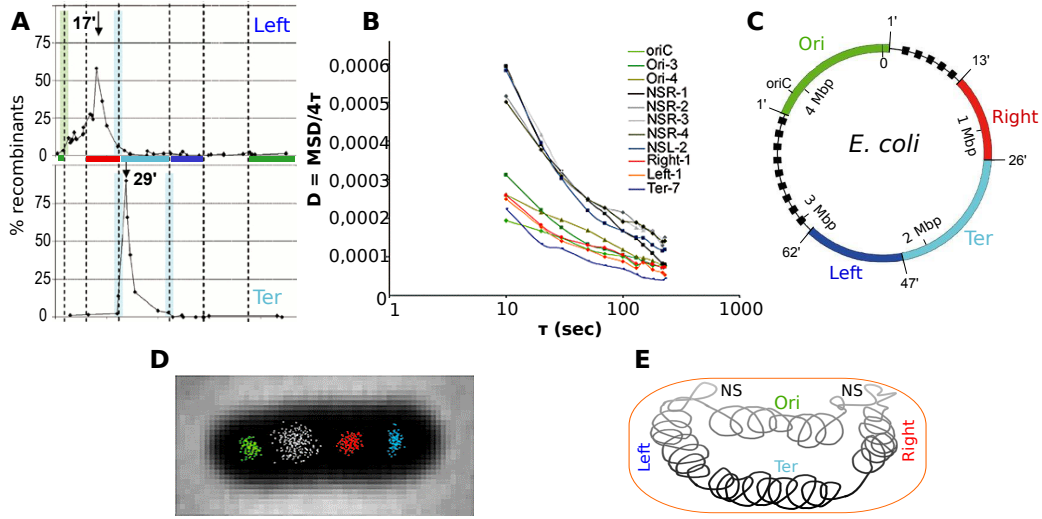 A
17'
Left
75
50
25
0
29'
75
50
25
0
Ter
% recombinants
B
D = MSD/4τ
0,0006
0,0005
0,0004
0,0003
0,0002
0,0001
0
1
10
100
1000
τ (sec)
oriC
Ori-3
Ori-4
NSR-1
NSR-2
NSR-3
NSR-4
NSL-2
Right-1
Left-1
Ter-7
C
Ori
1'
0
13'
oriC
4 Mbp
1'
1 Mbp
Right
E. coli
26'
3 Mbp
2 Mbp
Ter
62'
Left
47'
D
E
NS
NS
Ori
Left
Ter
Right